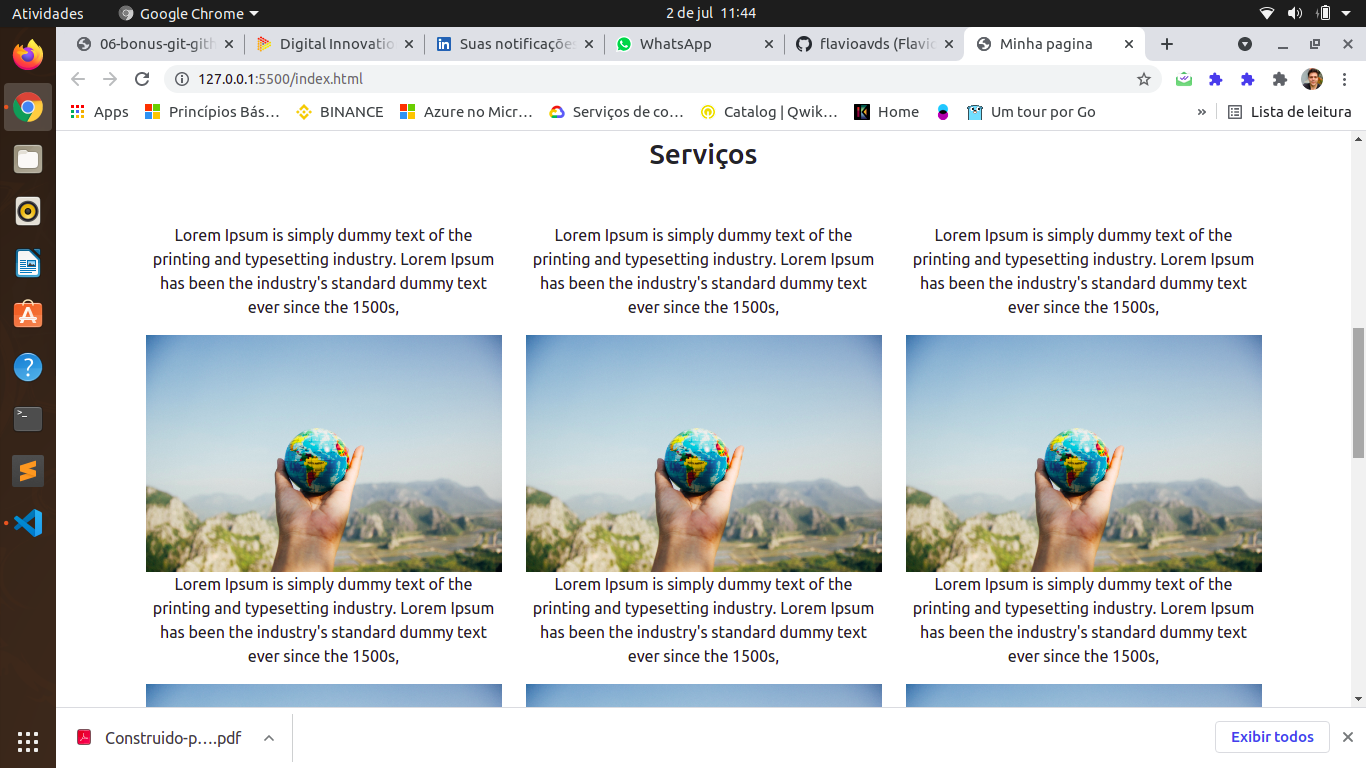 Atividades
Google Chrome
2 de jul 11:44
06-bonus-git-gith
Digital Innovatio
Suas notificaçõe
WhatsApp
flavioavds (Flavio
Minha pagina
127.0.0.1:5500/index.html
Apps
Princípios Bás…
BINANCE
Azure no Micr…
Serviços de co…
Catalog | Qwik…
Home
Um tour por Go
»
Lista de leitura
Serviços
Lorem Ipsum is simply dummy text of the
printing and typesetting industry. Lorem Ipsum
has been the industry's standard dummy text
ever since the 1500s,
Lorem Ipsum is simply dummy text of the
printing and typesetting industry. Lorem Ipsum
has been the industry's standard dummy text
ever since the 1500s,
Lorem Ipsum is simply dummy text of the
printing and typesetting industry. Lorem Ipsum
has been the industry's standard dummy text
ever since the 1500s,
Lorem Ipsum is simply dummy text of the
printing and typesetting industry. Lorem Ipsum
has been the industry's standard dummy text
ever since the 1500s,
Lorem Ipsum is simply dummy text of the
printing and typesetting industry. Lorem Ipsum
has been the industry's standard dummy text
ever since the 1500s,
Lorem Ipsum is simply dummy text of the
printing and typesetting industry. Lorem Ipsum
has been the industry's standard dummy text
ever since the 1500s,
Construido-p….pdf
Exibir todos